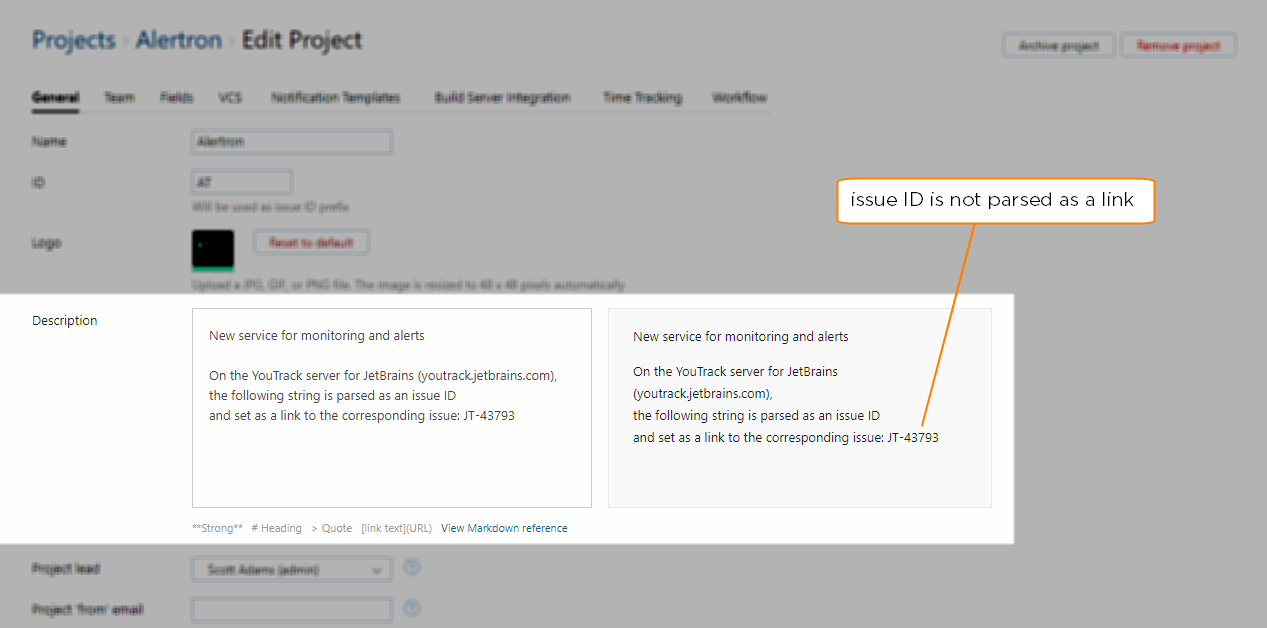 Projects › Alertron › Edit Project
Archive project Remove project
General Team Fields VCS Notification Templates Build Server Integration Time Tracking Workflow
Name Alertron
ID AT
Will be used as issue ID prefix
issue ID is not parsed as a link
Logo Reset to default
Upload a JPG, GIF, or PNG file. The image is resized to 48 x 48 pixels automatically
Description
New service for monitoring and alerts
On the YouTrack server for JetBrains (youtrack.jetbrains.com),
the following string is parsed as an issue ID
and set as a link to the corresponding issue: JT-43793
New service for monitoring and alerts
On the YouTrack server for JetBrains
(youtrack.jetbrains.com),
the following string is parsed as an issue ID
and set as a link to the corresponding issue: JT-43793
**Strong** # Heading > Quote [link text](URL) View Markdown reference
Project lead Scott Adams (admin)
Project 'from' email